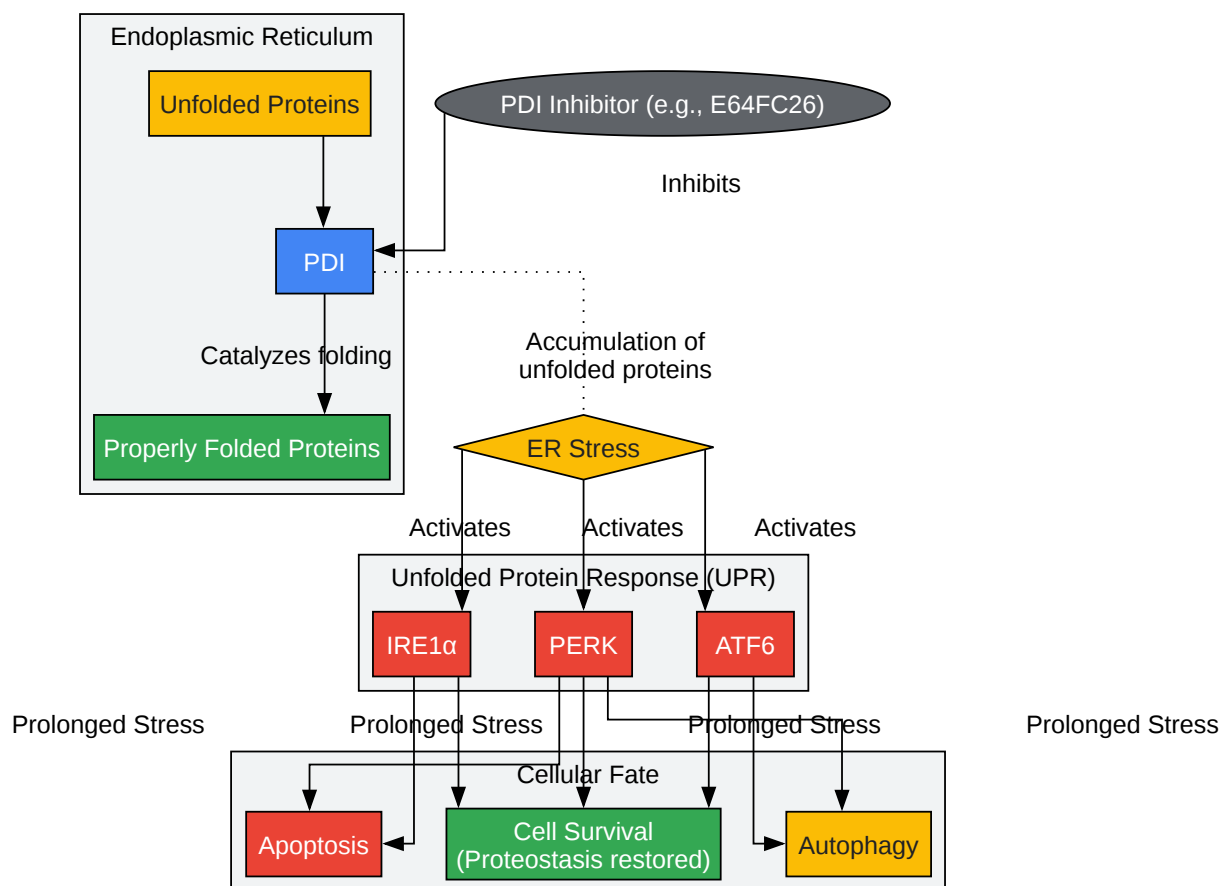 Endoplasmic Reticulum
Unfolded Proteins
PDI Inhibitor (e.g., E64FC26)
Inhibits
PDI
Catalyzes folding
Accumulation of
unfolded proteins
Properly Folded Proteins
ER Stress
Activates
Activates
Activates
Unfolded Protein Response (UPR)
IRE1α
PERK
ATF6
Prolonged Stress
Prolonged Stress
Prolonged Stress
Prolonged Stress
Cellular Fate
Apoptosis
Cell Survival
(Proteostasis restored)
Autophagy